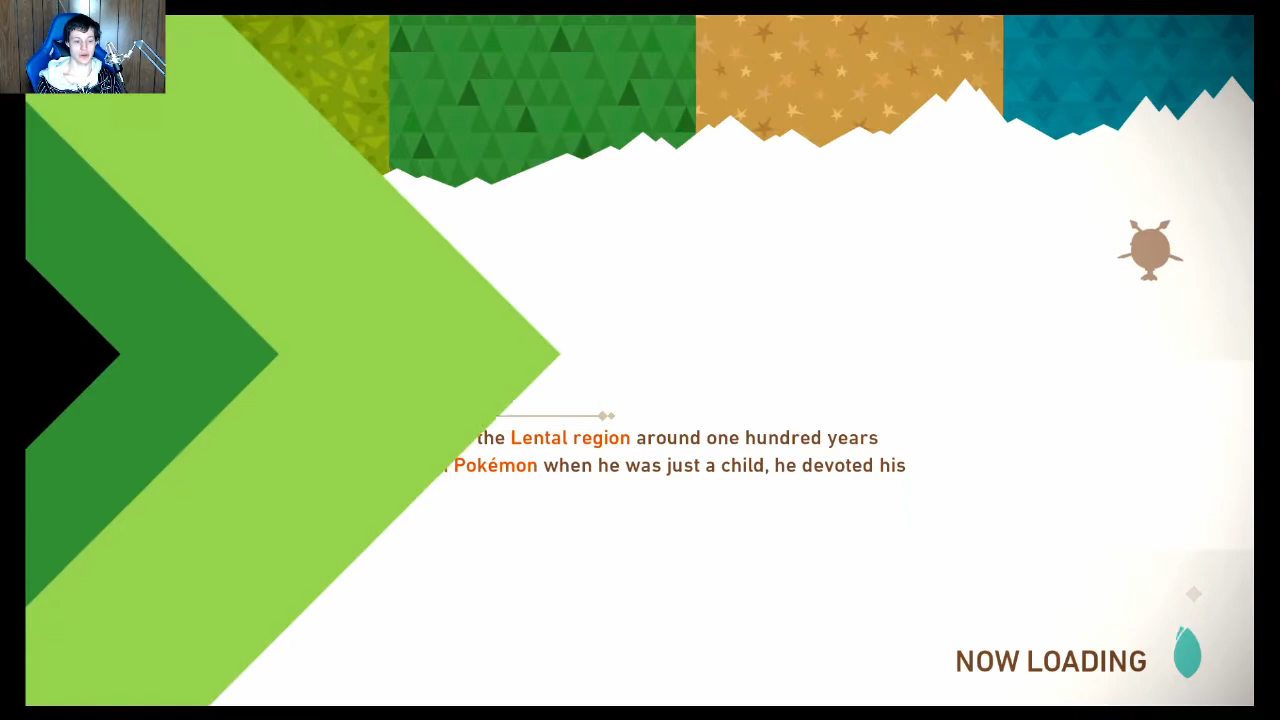 the Lental region around one hundred years
Pokémon when he was just a child, he devoted his
NOW LOADING